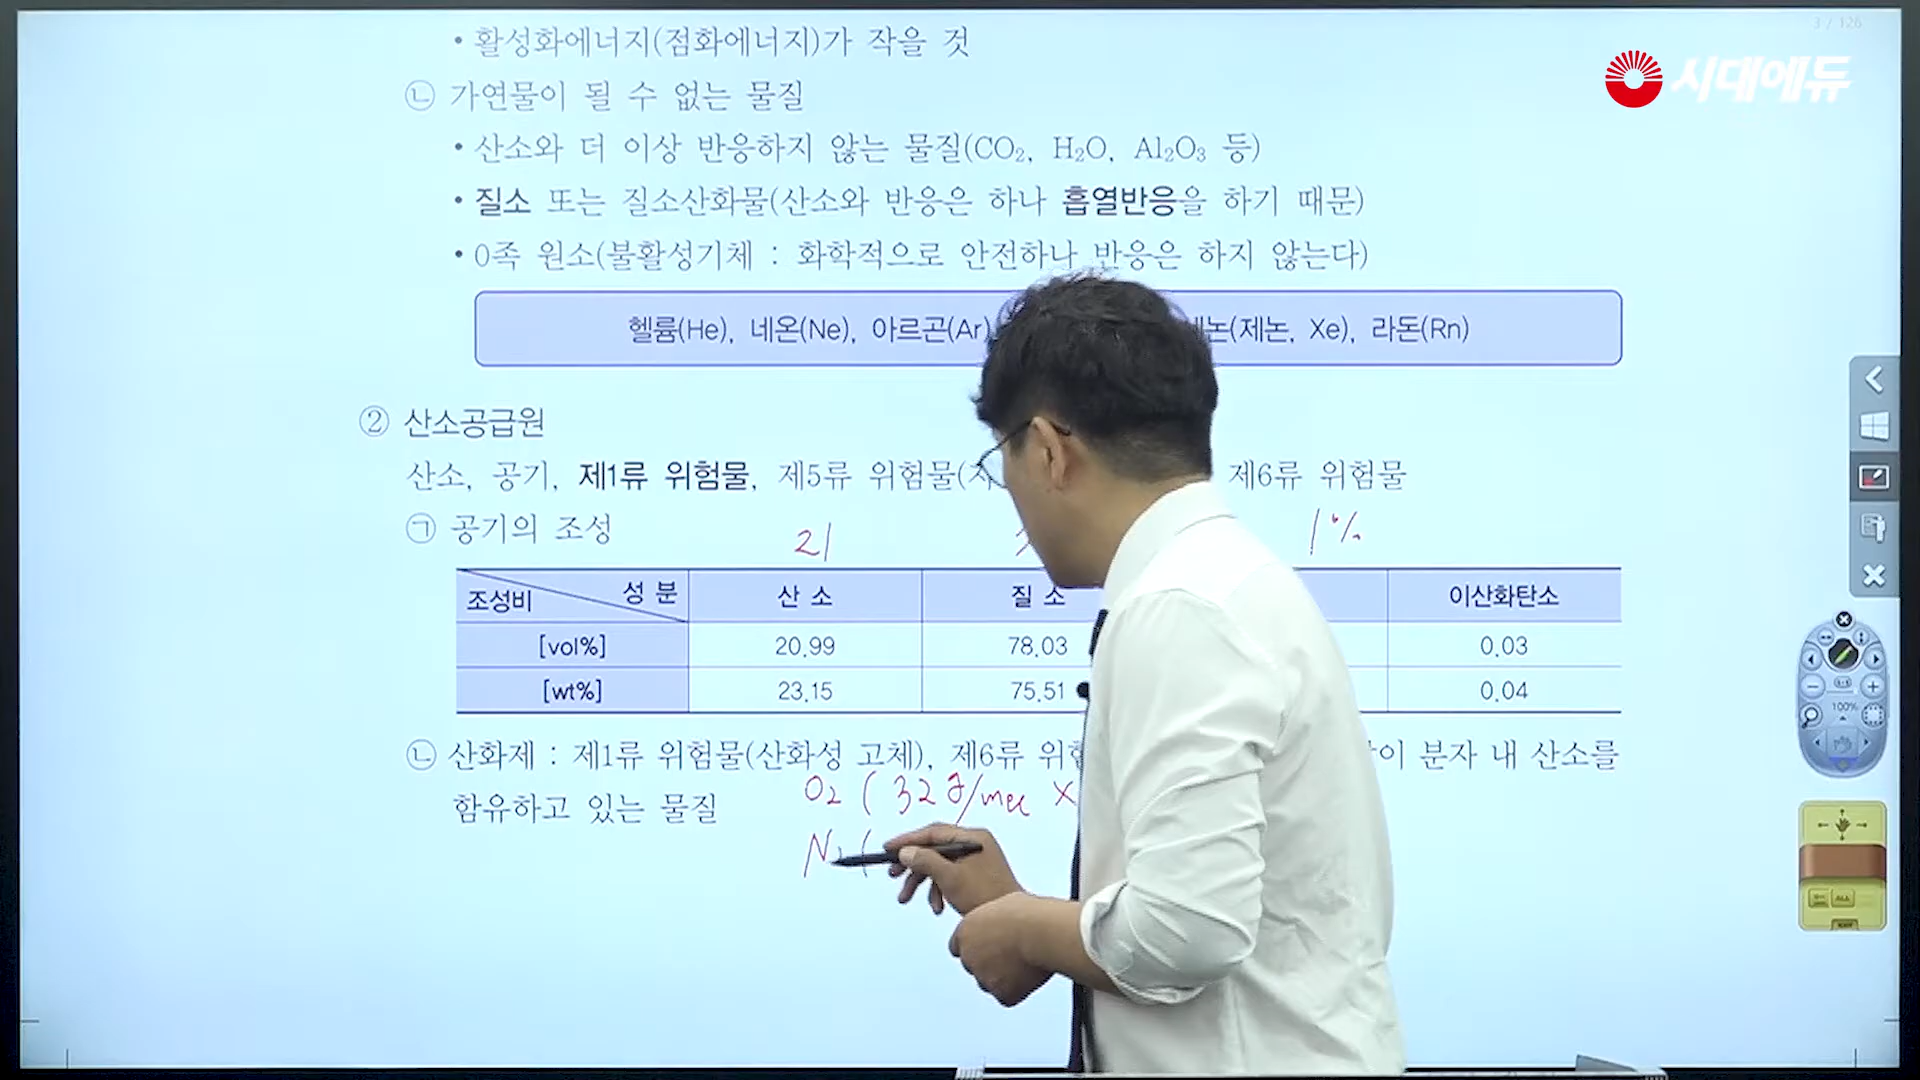 3 / 126
• 활성화에너지(점화에너지)가 작을 것
시대에듀
㉡ 가연물이 될 수 없는 물질
• 산소와 더 이상 반응하지 않는 물질(CO₂, H₂O, Al₂O₃ 등)
• 질소 또는 질소산화물(산소와 반응은 하나 흡열반응을 하기 때문)
• 0족 원소(불활성기체 : 화학적으로 안전하나 반응은 하지 않는다)
헬륨(He), 네온(Ne), 아르곤(Ar) 논(제논, Xe), 라돈(Rn)
② 산소공급원
산소, 공기, 제1류 위험물, 제5류 위험물( 제6류 위험물
㉠ 공기의 조성
21 1%
조성비 성 분 산 소 질 소 이산화탄소
[vol%] 20.99 78.03 0.03
[wt%] 23.15 75.51 0.04
㉡ 산화제 : 제1류 위험물(산화성 고체), 제6류 위 이 분자 내 산소를
함유하고 있는 물질
O₂ ( 32 g/mol ×
N₂ (
100%
ALL
EXIT